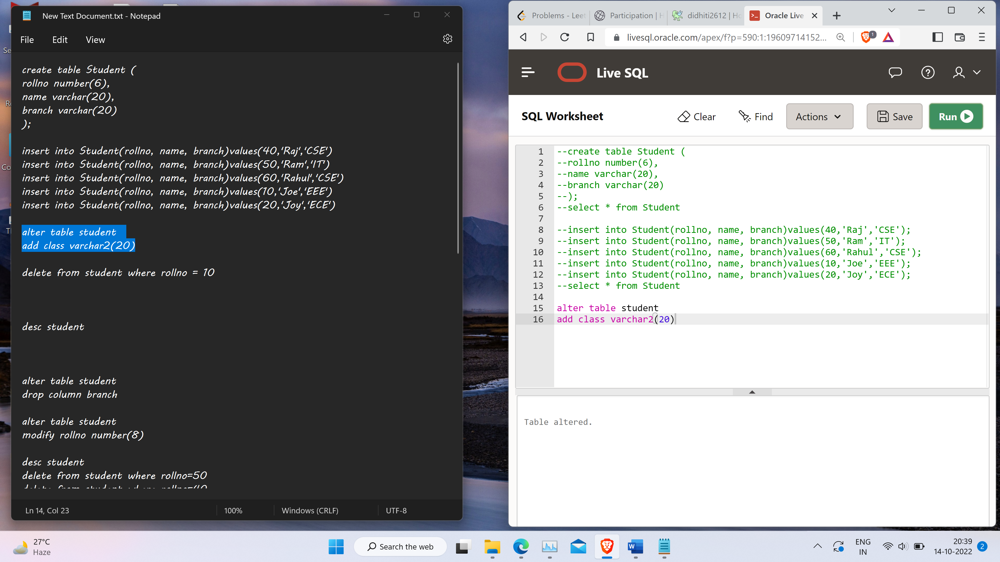 New Text Document.txt - Notepad
File Edit View
create table Student (
rollno number(6),
name varchar(20),
branch varchar(20)
);
insert into Student(rollno, name, branch)values(40,'Raj','CSE')
insert into Student(rollno, name, branch)values(50,'Ram','IT')
insert into Student(rollno, name, branch)values(60,'Rahul','CSE')
insert into Student(rollno, name, branch)values(10,'Joe','EEE')
insert into Student(rollno, name, branch)values(20,'Joy','ECE')
alter table student
add class varchar2(20)
delete from student where rollno = 10
desc student
alter table student
drop column branch
alter table student
modify rollno number(8)
desc student
delete from student where rollno=50
delete from student where rollno=40
Ln 14, Col 23 100% Windows (CRLF) UTF-8
Problems - Leet Participation | H didhiti2612 | Ho Oracle Live
livesql.oracle.com/apex/f?p=590:1:19609714152...
1
Live SQL
SQL Worksheet Clear Find Actions Save Run
1 --create table Student (
2 --rollno number(6),
3 --name varchar(20),
4 --branch varchar(20)
5 --);
6 --select * from Student
7
8 --insert into Student(rollno, name, branch)values(40,'Raj','CSE');
9 --insert into Student(rollno, name, branch)values(50,'Ram','IT');
10 --insert into Student(rollno, name, branch)values(60,'Rahul','CSE');
11 --insert into Student(rollno, name, branch)values(10,'Joe','EEE');
12 --insert into Student(rollno, name, branch)values(20,'Joy','ECE');
13 --select * from Student
14
15 alter table student
16 add class varchar2(20)
Table altered.
27°C
Haze
Search the web
ENG
IN
20:39
14-10-2022
2